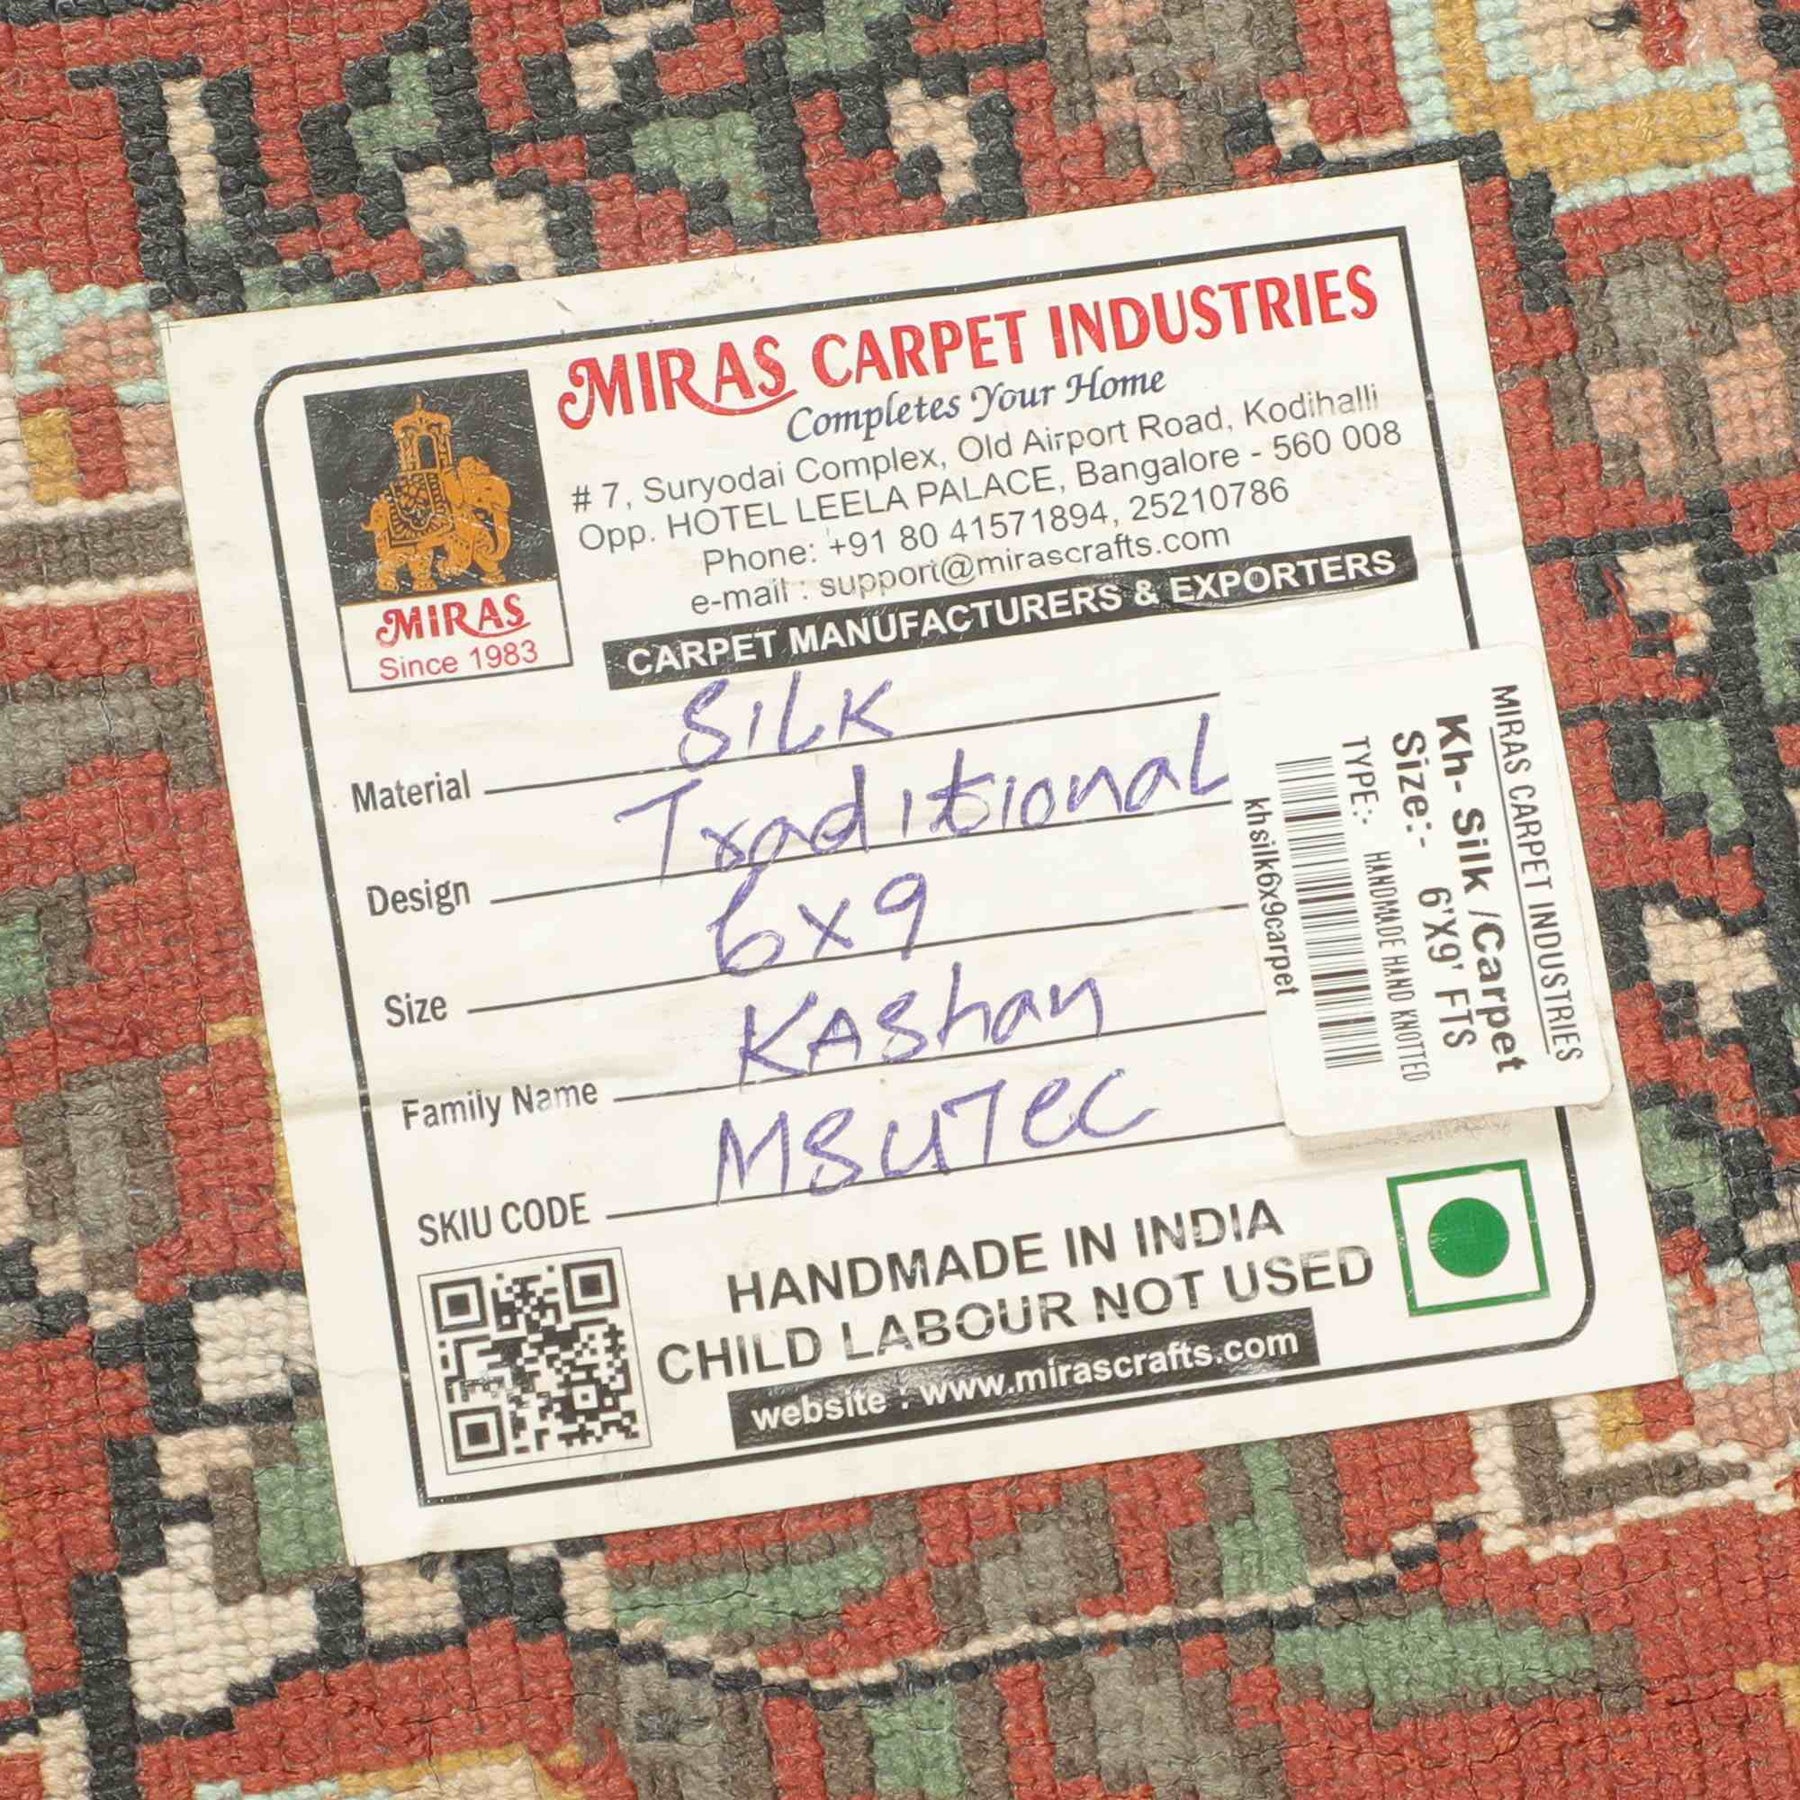 MIRAS CARPET INDUSTRIES
Completes Your Home
# 7, Suryodai Complex, Old Airport Road, Kodihalli
Opp. HOTEL LEELA PALACE, Bangalore - 560 008
Phone: +91 80 41571894, 25210786
e-mail : support@mirascrafts.com
CARPET MANUFACTURERS & EXPORTERS
MIRAS
Since 1983
Material SILK
Design Traditional
Size 6x9
Family Name KAShan
SKIU CODE
HANDMADE IN INDIA
CHILD LABOUR NOT USED
website : www.mirascrafts.com
MIRAS CARPET INDUSTRIES
Kh- Silk /Carpet
Size:- 6'X9' FTS
TYPE:- HANDMADE HAND KNOTTED
khsilk6x9carpet